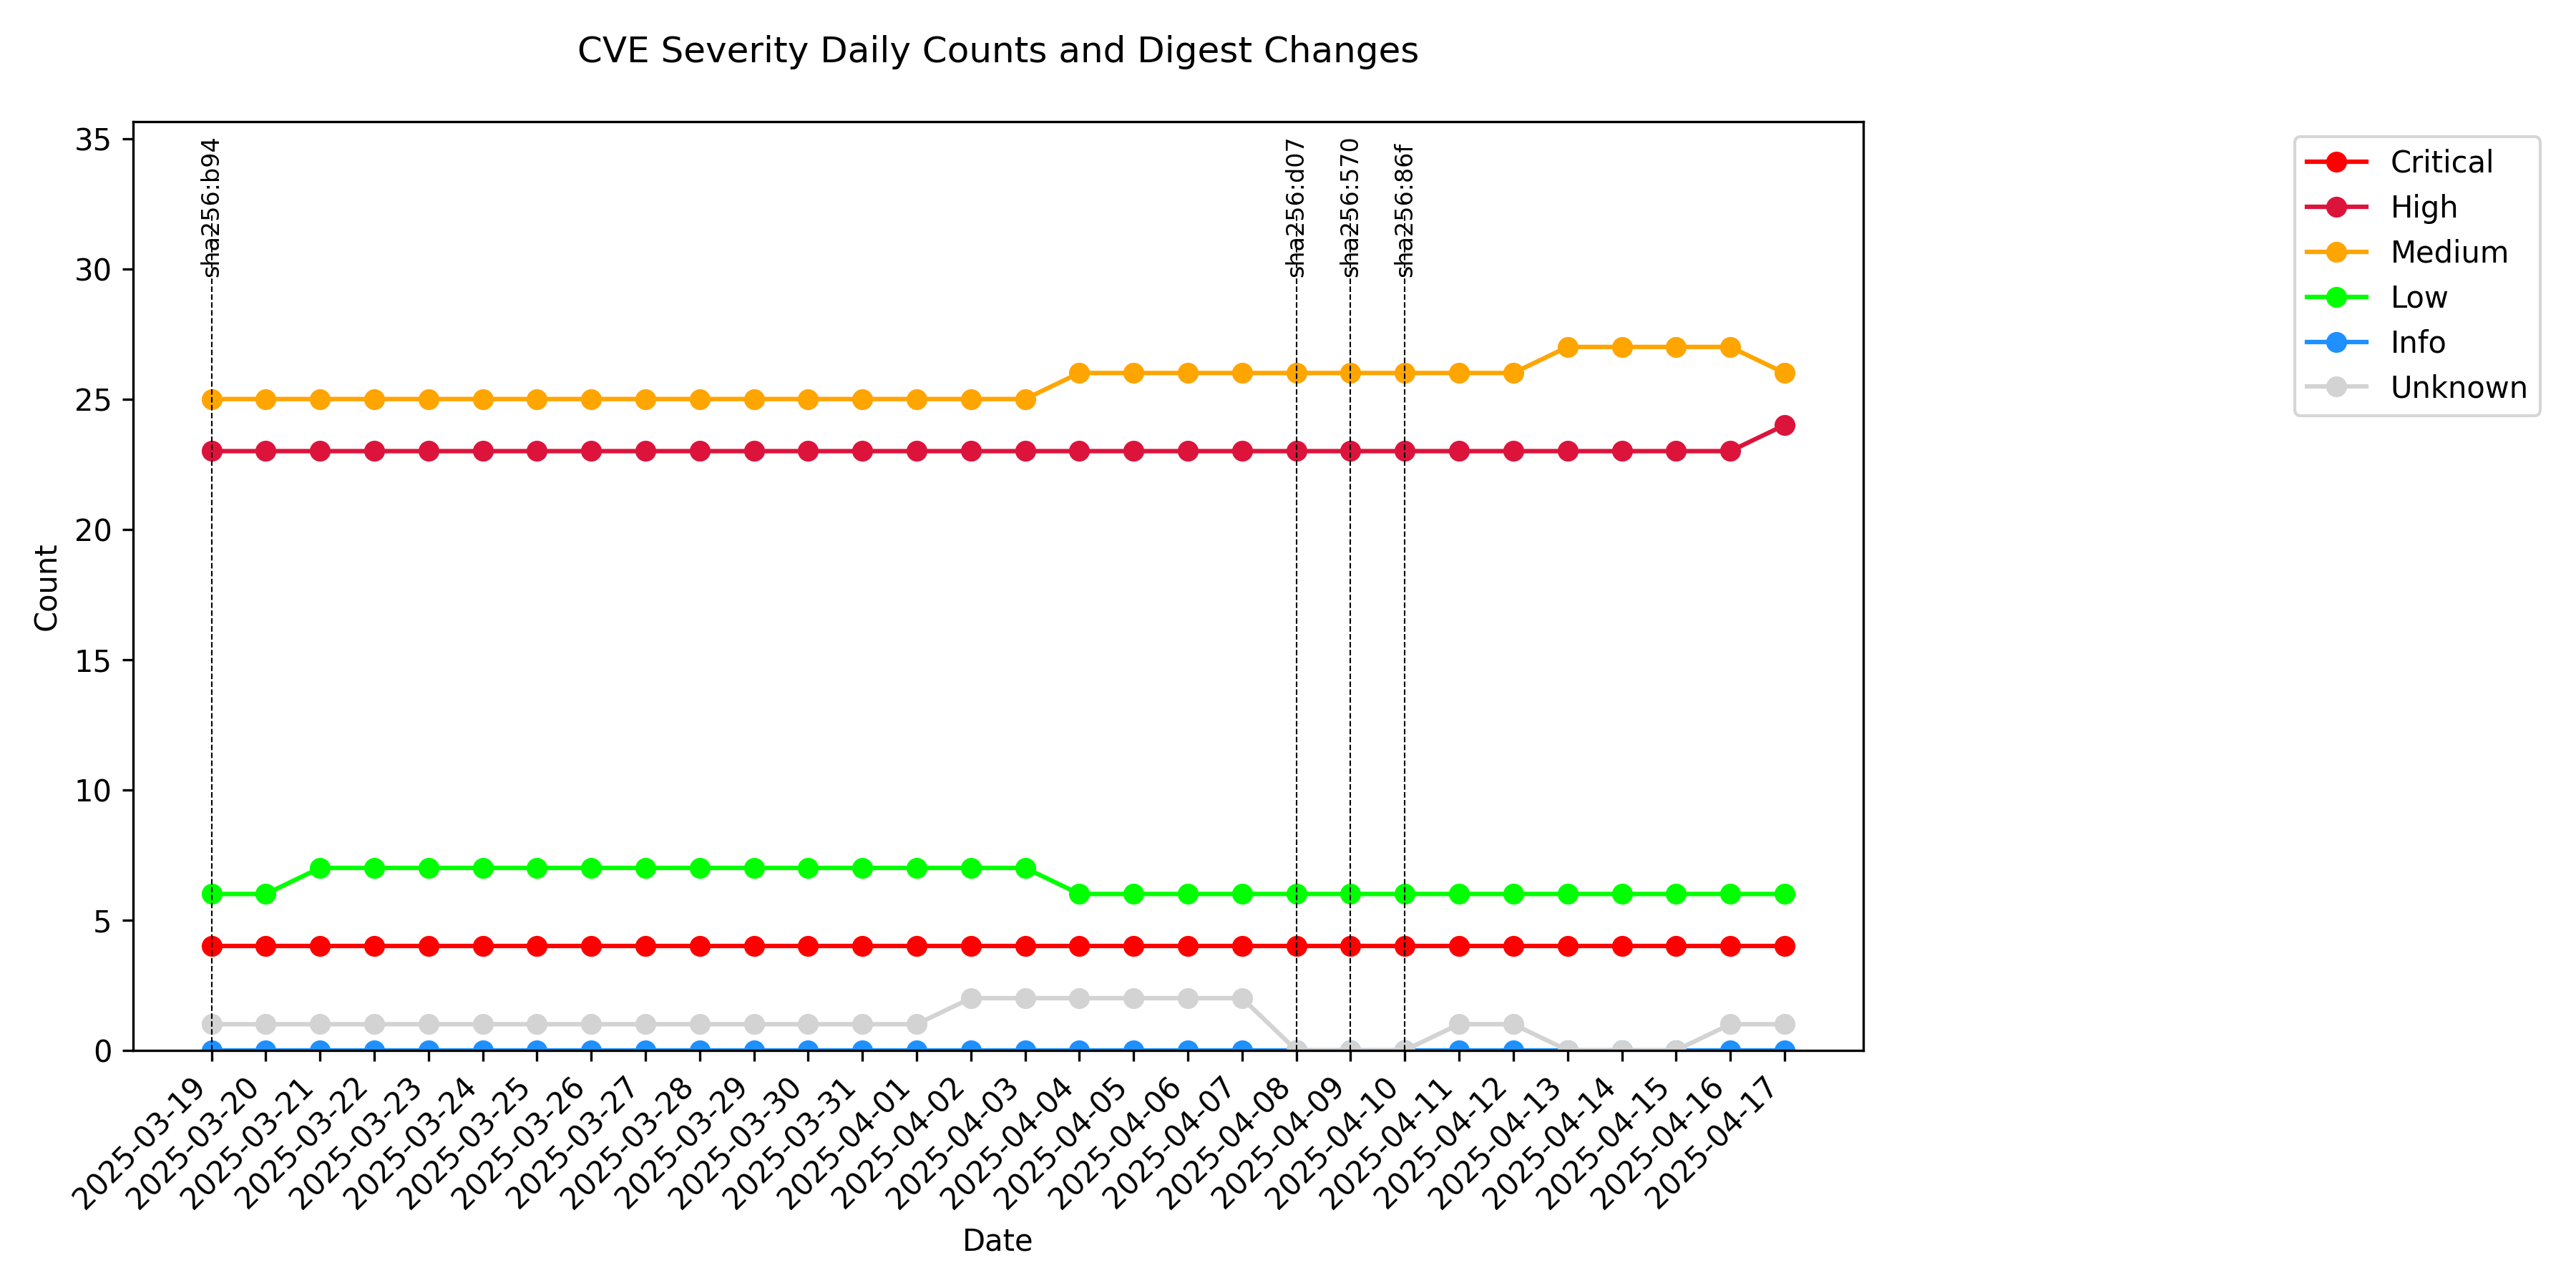 CVE Severity Daily Counts and Digest Changes
35
30
25
20
15
10
5
0
Count
sha256:b94
sha256:d07
sha256:570
sha256:86f
Critical
High
Medium
Low
Info
Unknown
2025-03-19
2025-03-20
2025-03-21
2025-03-22
2025-03-23
2025-03-24
2025-03-25
2025-03-26
2025-03-27
2025-03-28
2025-03-29
2025-03-30
2025-03-31
2025-04-01
2025-04-02
2025-04-03
2025-04-04
2025-04-05
2025-04-06
2025-04-07
2025-04-08
2025-04-09
2025-04-10
2025-04-11
2025-04-12
2025-04-13
2025-04-14
2025-04-15
2025-04-16
2025-04-17
Date